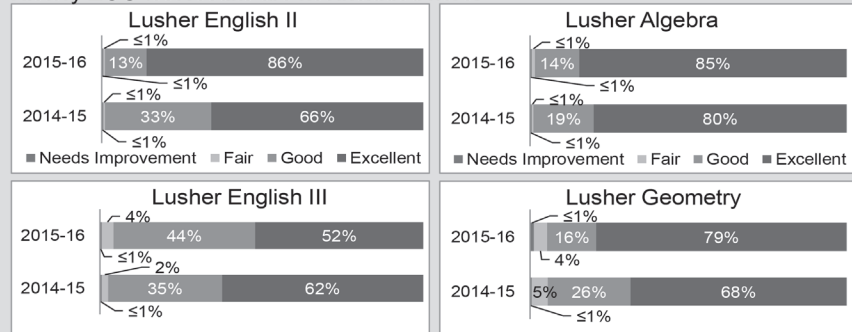 Lusher English II
≤1%
2015-16 13% 86%
≤1%
≤1%
2014-15 33% 66%
≤1%
Needs Improvement Fair Good Excellent
Lusher Algebra
≤1%
2015-16 14% 85%
≤1%
≤1%
2014-15 19% 80%
≤1%
Needs Improvement Fair Good Excellent
Lusher English III
4%
2015-16 44% 52%
≤1%
2%
2014-15 35% 62%
≤1%
Lusher Geometry
≤1%
2015-16 16% 79%
4%
2014-15 5% 26% 68%
≤1%